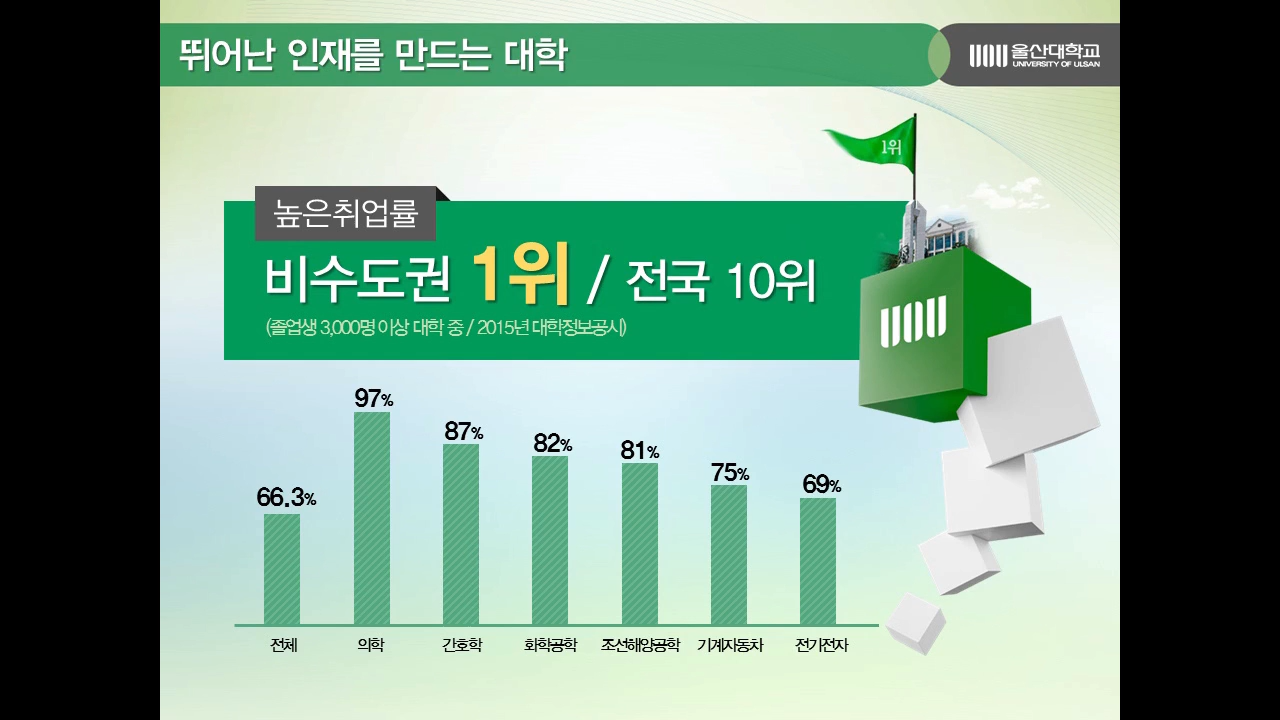 뛰어난 인재를 만드는 대학
울산대학교
UNIVERSITY OF ULSAN
1위
높은취업률
비수도권 1위 / 전국 10위
(졸업생 3,000명 이상 대학 중 / 2015년 대학정보공시)
66.3% 97% 87% 82% 81% 75% 69%
전체 의학 간호학 화학공학 조선해양공학 기계자동차 전기전자